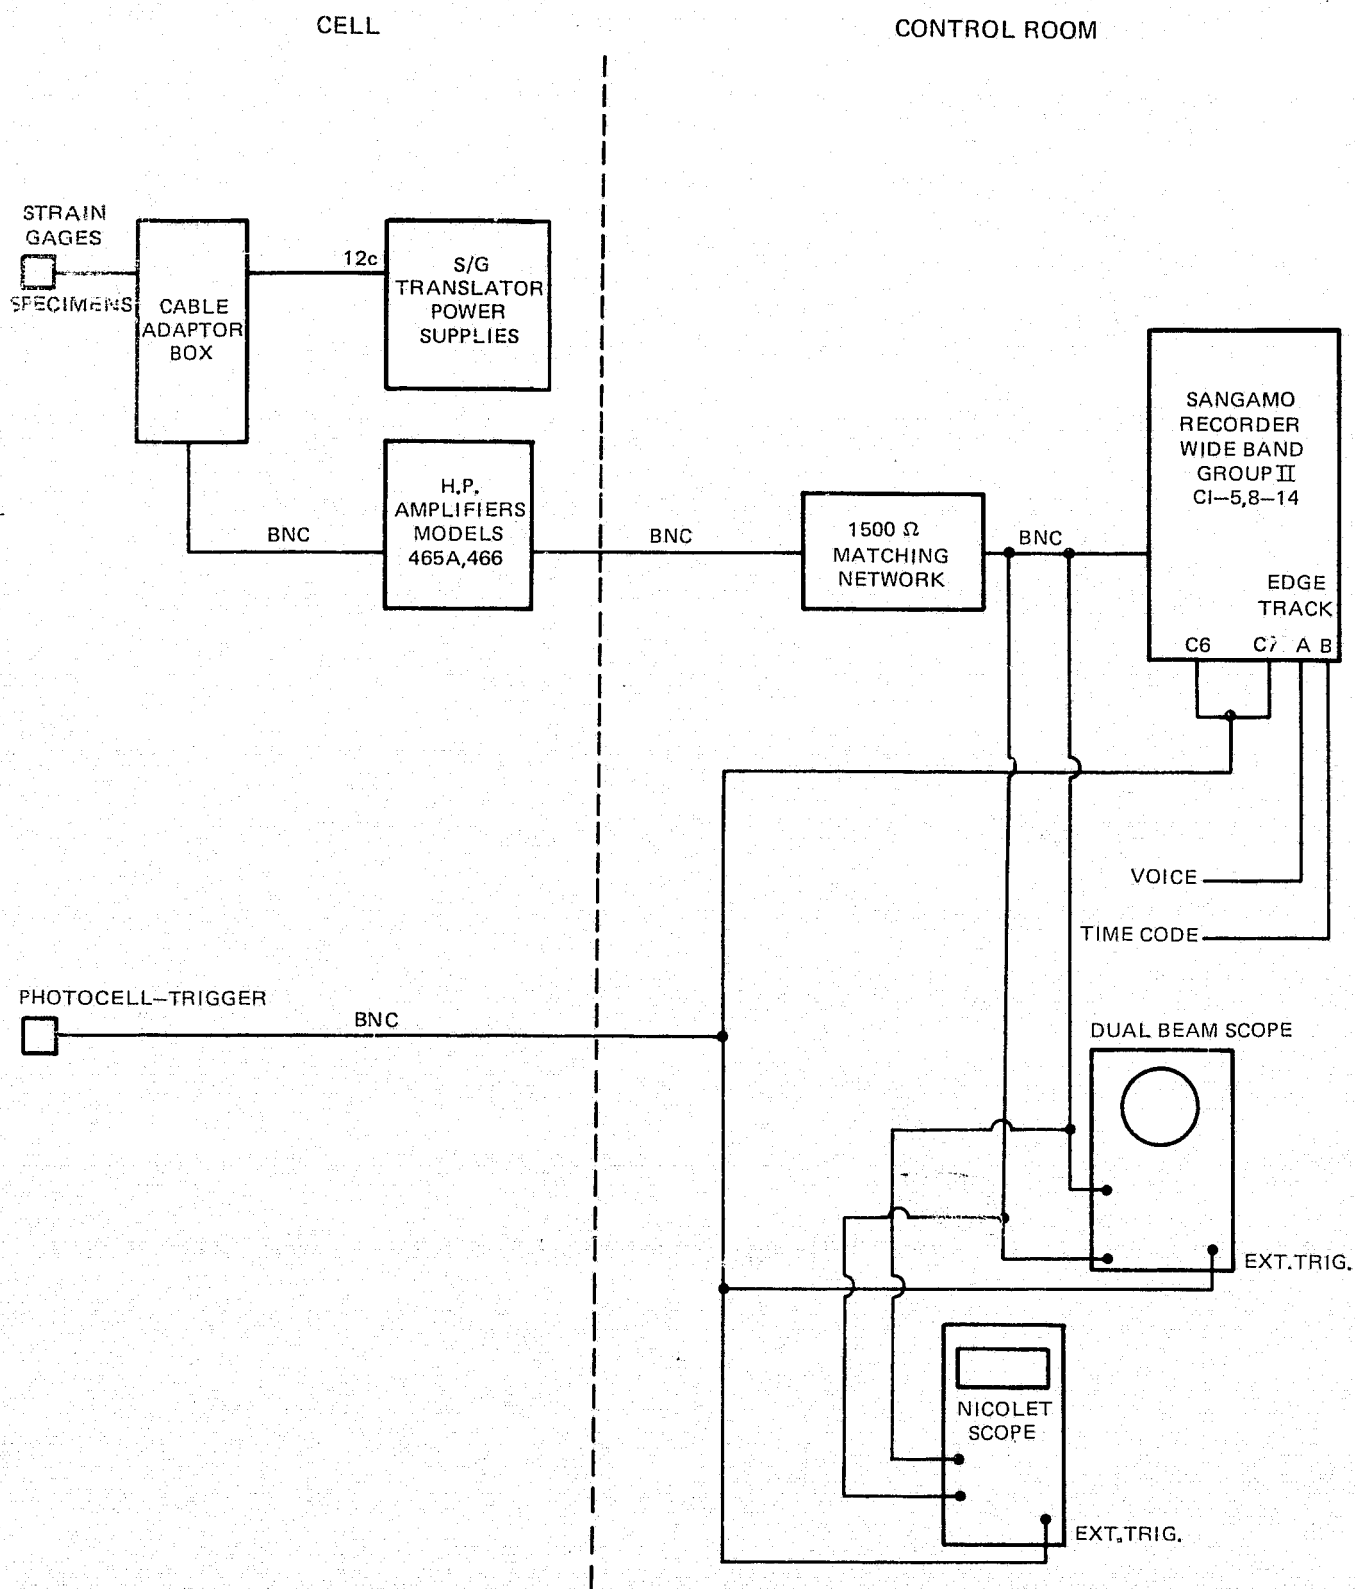 CELL
CONTROL ROOM
STRAIN
GAGES
SPECIMENS
CABLE
ADAPTOR
BOX
12c
S/G
TRANSLATOR
POWER
SUPPLIES
BNC
H.P.
AMPLIFIERS
MODELS
465A,466
BNC
1500 Ω
MATCHING
NETWORK
BNC
SANGAMO
RECORDER
WIDE BAND
GROUP II
CI–5,8–14
EDGE
TRACK
C6 C7 A B
VOICE
TIME CODE
PHOTOCELL–TRIGGER
BNC
DUAL BEAM SCOPE
EXT.TRIG.
NICOLET
SCOPE
EXT.TRIG.